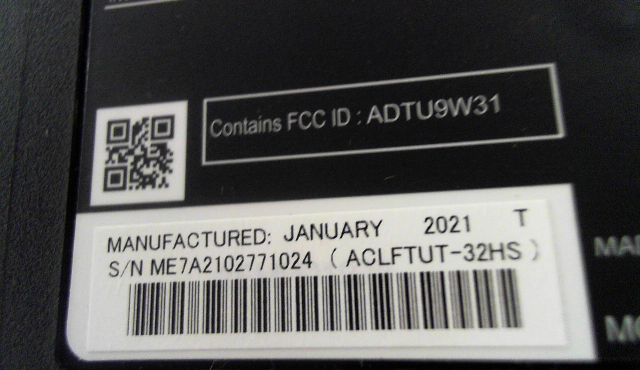 Contains FCC ID : ADTU9W31
MANUFACTURED: JANUARY 2021 T
S/N ME7A2102771024 ( ACLFTUT-32HS )